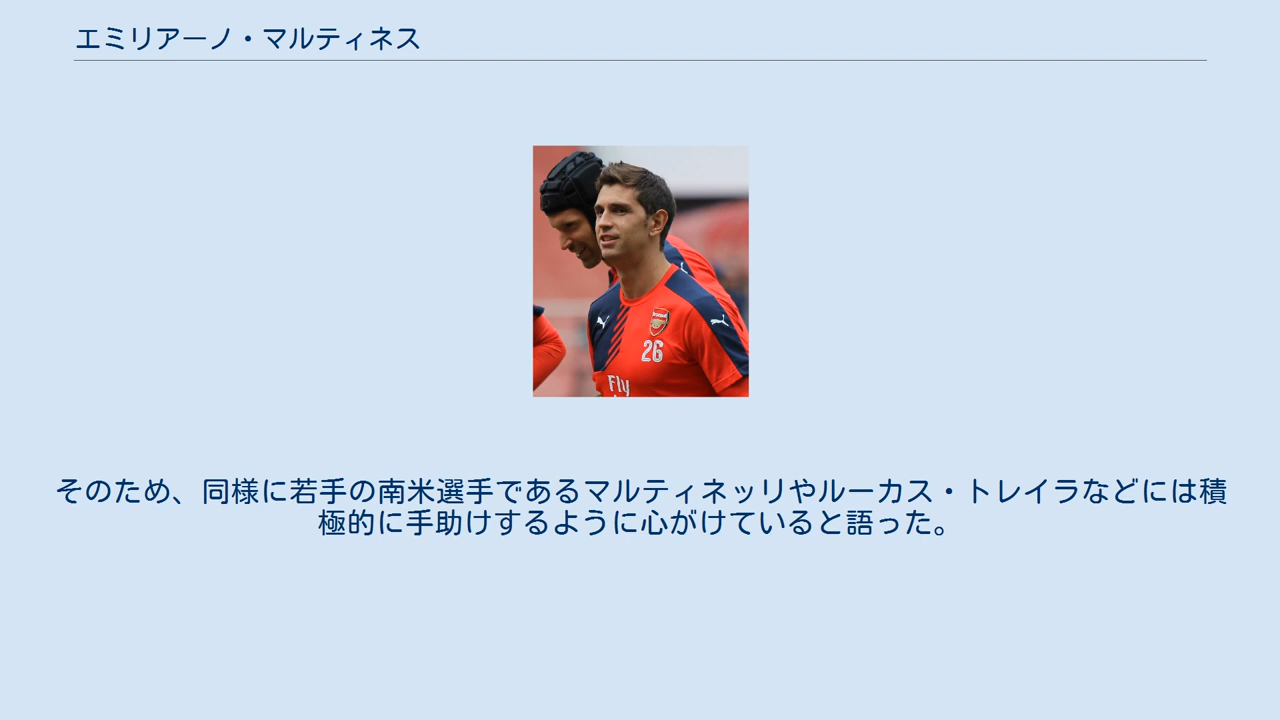 エミリアーノ・マルティネス
Arsenal
26
Fly
そのため、同様に若手の南米選手であるマルティネッリやルーカス・トレイラなどには積
極的に手助けするように心がけていると語った。